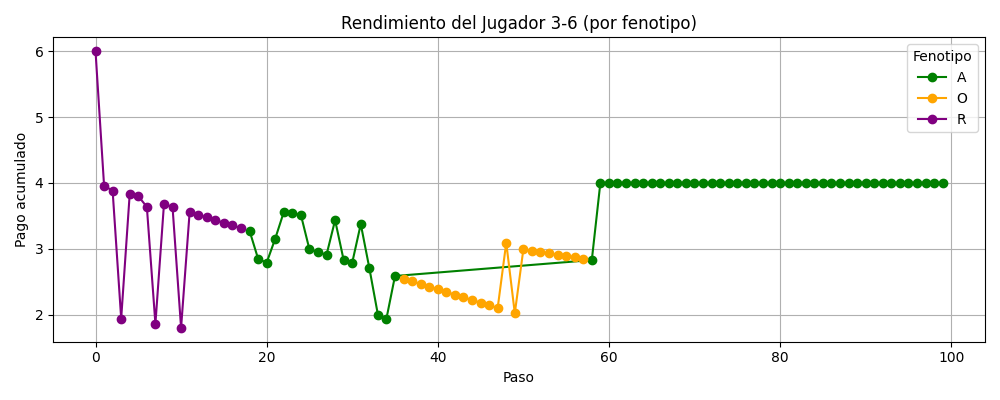 Rendimiento del Jugador 3-6 (por fenotipo)
Pago acumulado
6
5
4
3
2
0
20
40
60
80
100
Paso
Fenotipo
A
O
R